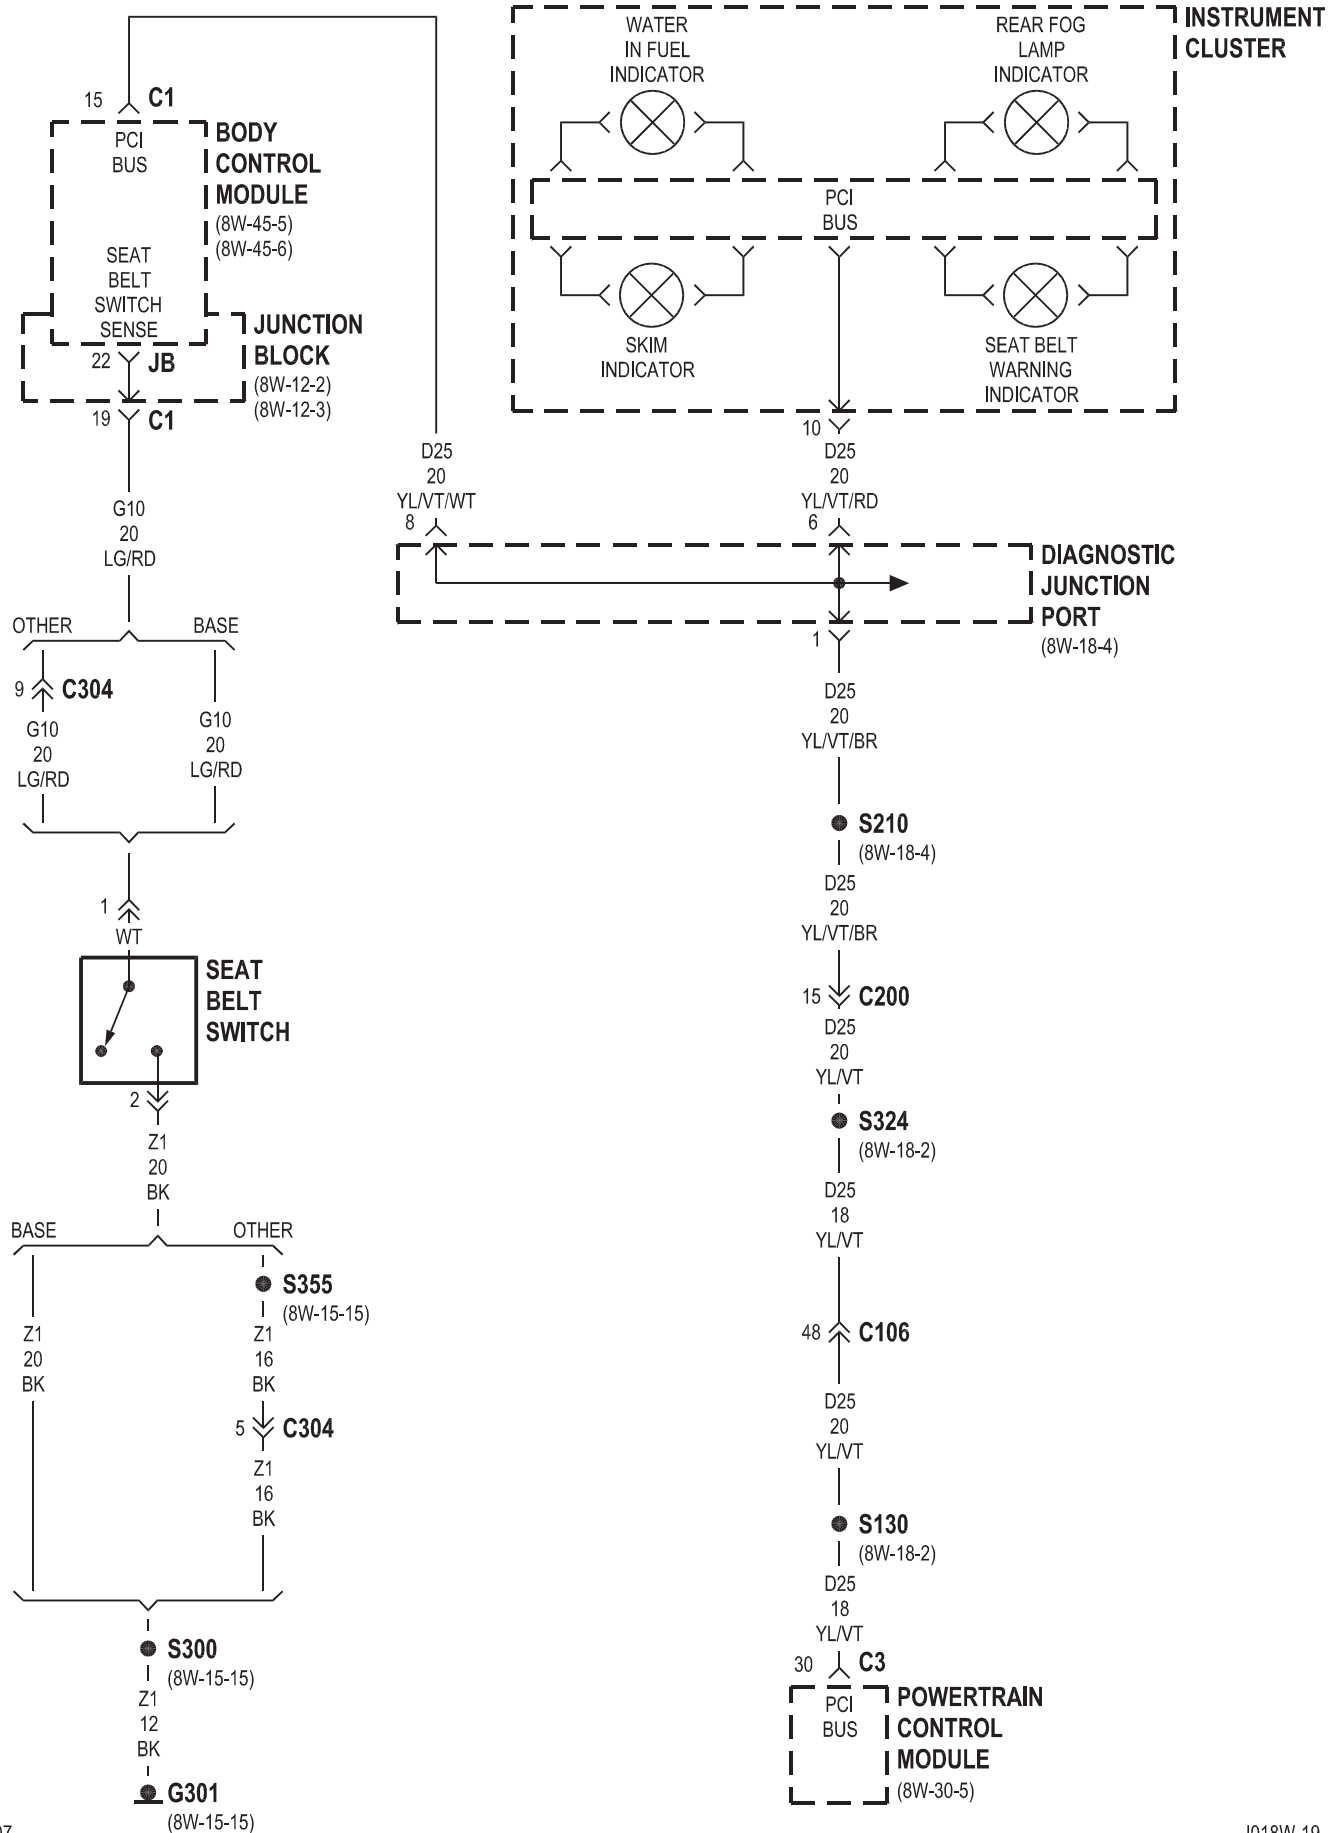 15 C1
PCI
BUS
BODY
CONTROL
MODULE
(8W-45-5)
(8W-45-6)
SEAT
BELT
SWITCH
SENSE
22 JB
JUNCTION
BLOCK
(8W-12-2)
(8W-12-3)
19 C1
G10
20
LG/RD
OTHER BASE
9 C304
G10
20
LG/RD
G10
20
LG/RD
1
WT
SEAT
BELT
SWITCH
2
Z1
20
BK
BASE OTHER
S355
(8W-15-15)
Z1
20
BK
Z1
16
BK
5 C304
Z1
16
BK
S300
(8W-15-15)
Z1
12
BK
G301
(8W-15-15)
INSTRUMENT
CLUSTER
WATER
IN FUEL
INDICATOR
REAR FOG
LAMP
INDICATOR
PCI
BUS
SKIM
INDICATOR
SEAT BELT
WARNING
INDICATOR
10
D25
20
YL/VT/WT
8
D25
20
YL/VT/RD
6
DIAGNOSTIC
JUNCTION
PORT
(8W-18-4)
1
D25
20
YL/VT/BR
S210
(8W-18-4)
D25
20
YL/VT/BR
15 C200
D25
20
YL/VT
S324
(8W-18-2)
D25
18
YL/VT
48 C106
D25
20
YL/VT
S130
(8W-18-2)
D25
18
YL/VT
30 C3
PCI
BUS
POWERTRAIN
CONTROL
MODULE
(8W-30-5)